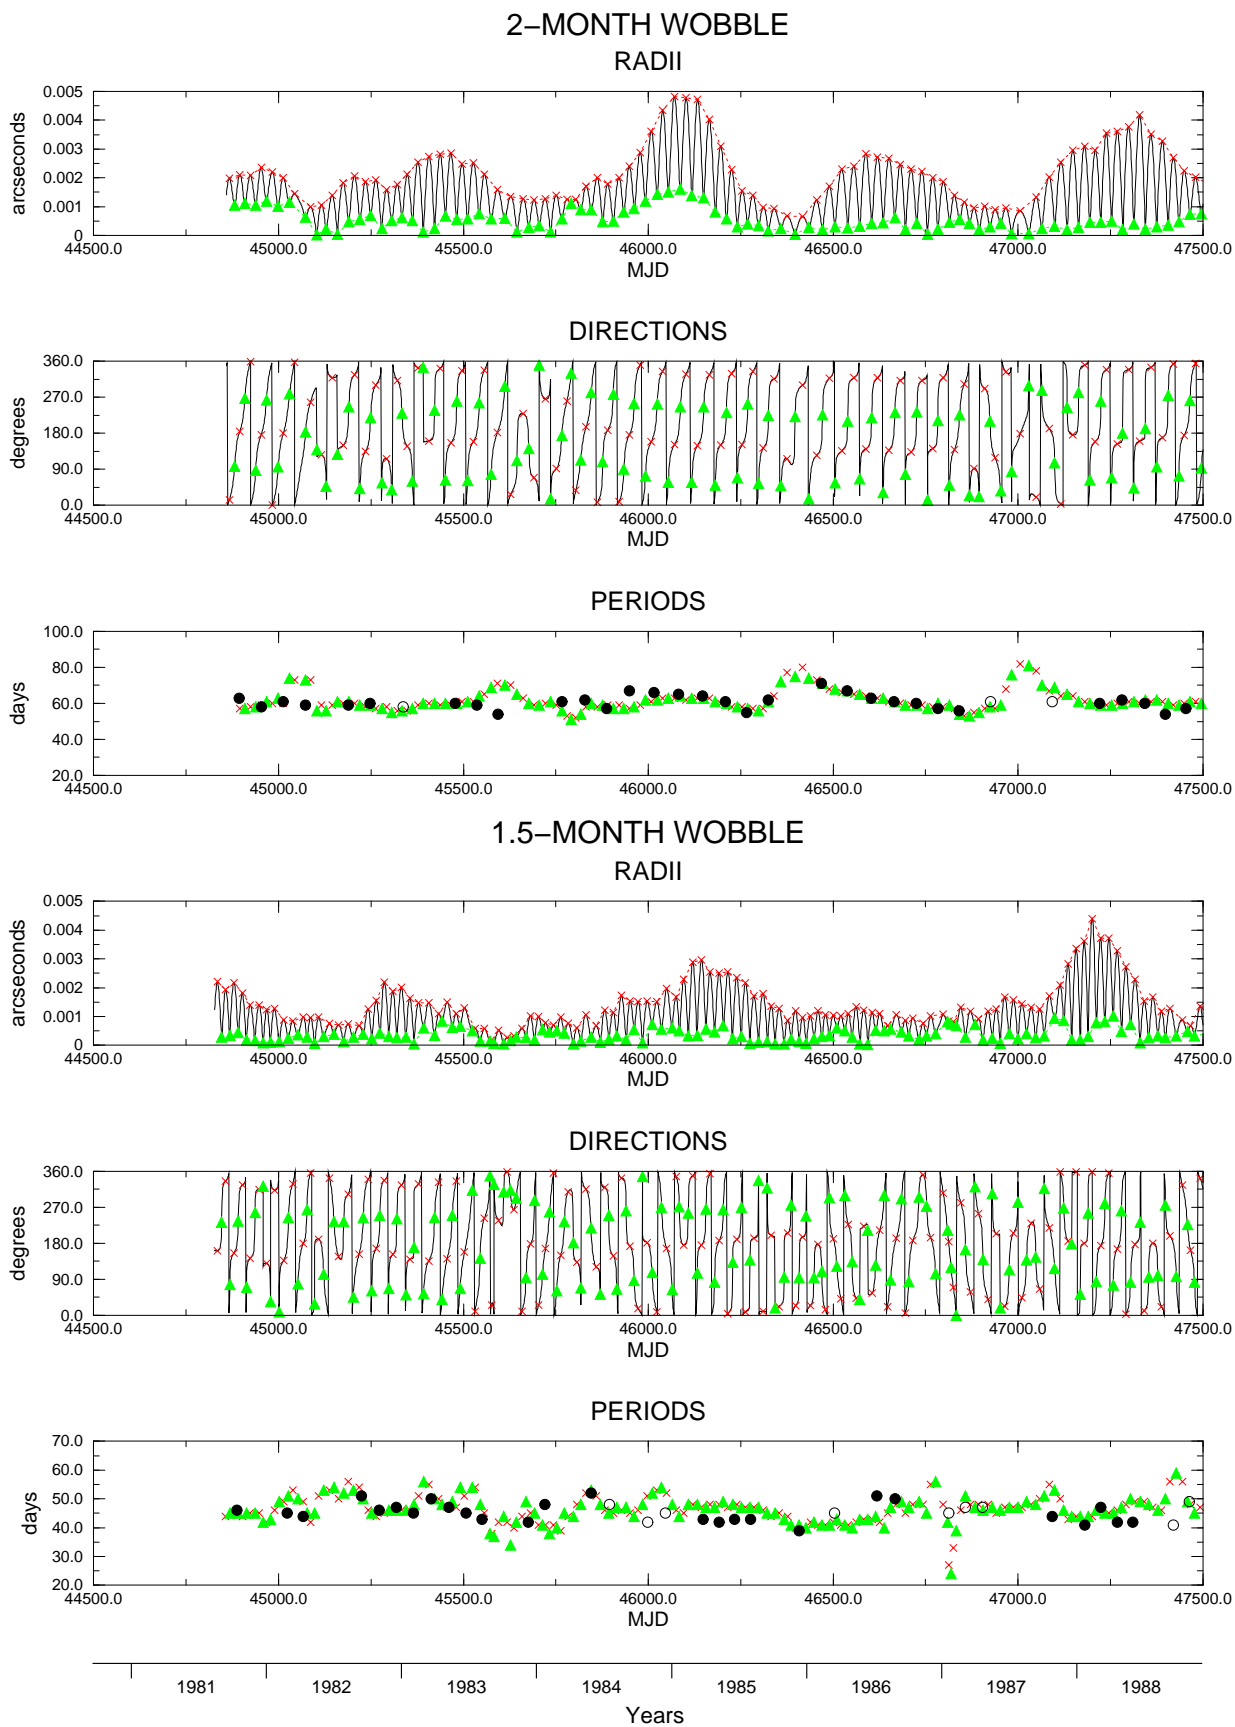 2−MONTH WOBBLE
RADII
arcseconds
0.005
0.004
0.003
0.002
0.001
0
44500.0 45000.0 45500.0 46000.0 46500.0 47000.0 47500.0
MJD
DIRECTIONS
degrees
360.0
270.0
180.0
90.0
0.0
44500.0 45000.0 45500.0 46000.0 46500.0 47000.0 47500.0
MJD
PERIODS
days
100.0
80.0
60.0
40.0
20.0
44500.0 45000.0 45500.0 46000.0 46500.0 47000.0 47500.0
MJD
1.5−MONTH WOBBLE
RADII
arcseconds
0.005
0.004
0.003
0.002
0.001
0
44500.0 45000.0 45500.0 46000.0 46500.0 47000.0 47500.0
MJD
DIRECTIONS
degrees
360.0
270.0
180.0
90.0
0.0
44500.0 45000.0 45500.0 46000.0 46500.0 47000.0 47500.0
MJD
PERIODS
days
70.0
60.0
50.0
40.0
30.0
20.0
44500.0 45000.0 45500.0 46000.0 46500.0 47000.0 47500.0
MJD
1981 1982 1983 1984 1985 1986 1987 1988
Years